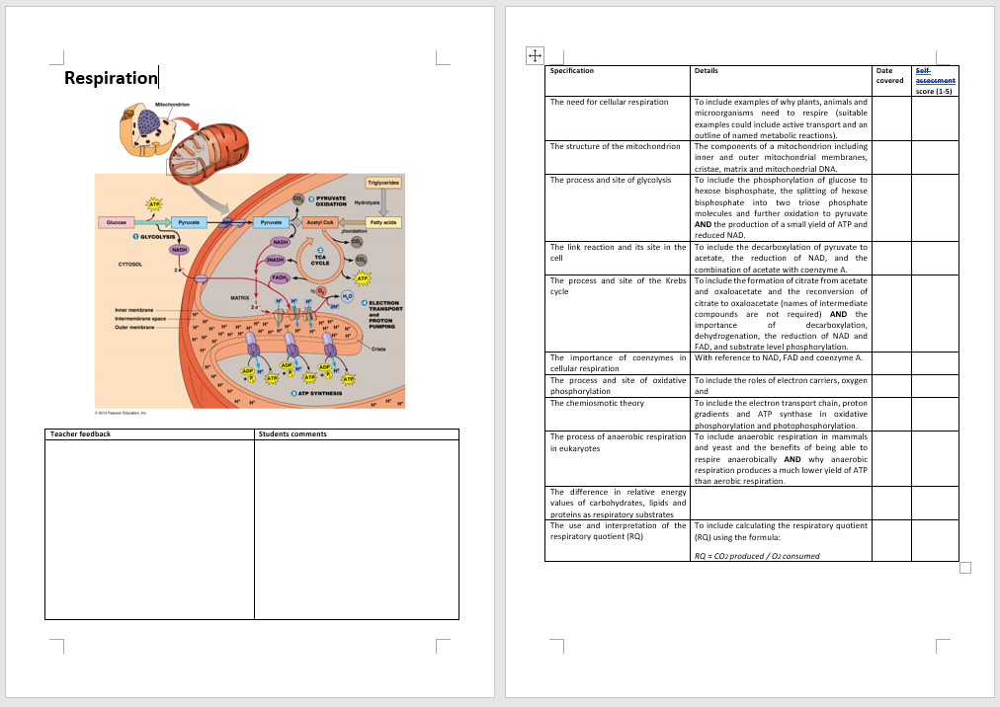 Respiration
Mitochondrion
Triglycerides
Hydrolysis
ATP
CO2
2 PYRUVATE
OXIDATION
Glucose
Pyruvate
Pyruvate
Acetyl CoA
Fatty acids
1 GLYCOLYSIS
βoxidation
NADH
NADH
CO2
3
TCA
CYCLE
3NADH
CO2
CYTOSOL
2 e-
FADH2
ATP
½ O2
H2O
MATRIX
2 e-
H+ H+ H+
2H+
4 ELECTRON
TRANSPORT
and
PROTON
PUMPING
Inner membrane
Intermembrane space
Outer membrane
H+ H+ H+ H+
Crista
H+ H+ H+
ADP
+ Pi
ATP
ADP
+ Pi
ATP
ADP
+ Pi
ATP
5 ATP SYNTHESIS
H+ H+
© 2012 Pearson Education, Inc.
Teacher feedback
Students comments
Specification
Details
Date
covered
Self-
assessment
score (1-5)
The need for cellular respiration
To include examples of why plants, animals and
microorganisms need to respire (suitable
examples could include active transport and an
outline of named metabolic reactions).
The structure of the mitochondrion
The components of a mitochondrion including
inner and outer mitochondrial membranes,
cristae, matrix and mitochondrial DNA.
The process and site of glycolysis
To include the phosphorylation of glucose to
hexose bisphosphate, the splitting of hexose
bisphosphate into two triose phosphate
molecules and further oxidation to pyruvate
AND the production of a small yield of ATP and
reduced NAD.
The link reaction and its site in the
cell
To include the decarboxylation of pyruvate to
acetate, the reduction of NAD, and the
combination of acetate with coenzyme A.
The process and site of the Krebs
cycle
To include the formation of citrate from acetate
and oxaloacetate and the reconversion of
citrate to oxaloacetate (names of intermediate
compounds are not required) AND the
importance of decarboxylation,
dehydrogenation, the reduction of NAD and
FAD, and substrate level phosphorylation.
The importance of coenzymes in
cellular respiration
With reference to NAD, FAD and coenzyme A.
The process and site of oxidative
phosphorylation
To include the roles of electron carriers, oxygen
and
The chemiosmotic theory
To include the electron transport chain, proton
gradients and ATP synthase in oxidative
phosphorylation and photophosphorylation.
The process of anaerobic respiration
in eukaryotes
To include anaerobic respiration in mammals
and yeast and the benefits of being able to
respire anaerobically AND why anaerobic
respiration produces a much lower yield of ATP
than aerobic respiration.
The difference in relative energy
values of carbohydrates, lipids and
proteins as respiratory substrates
The use and interpretation of the
respiratory quotient (RQ)
To include calculating the respiratory quotient
(RQ) using the formula:
RQ = CO2 produced / O2 consumed